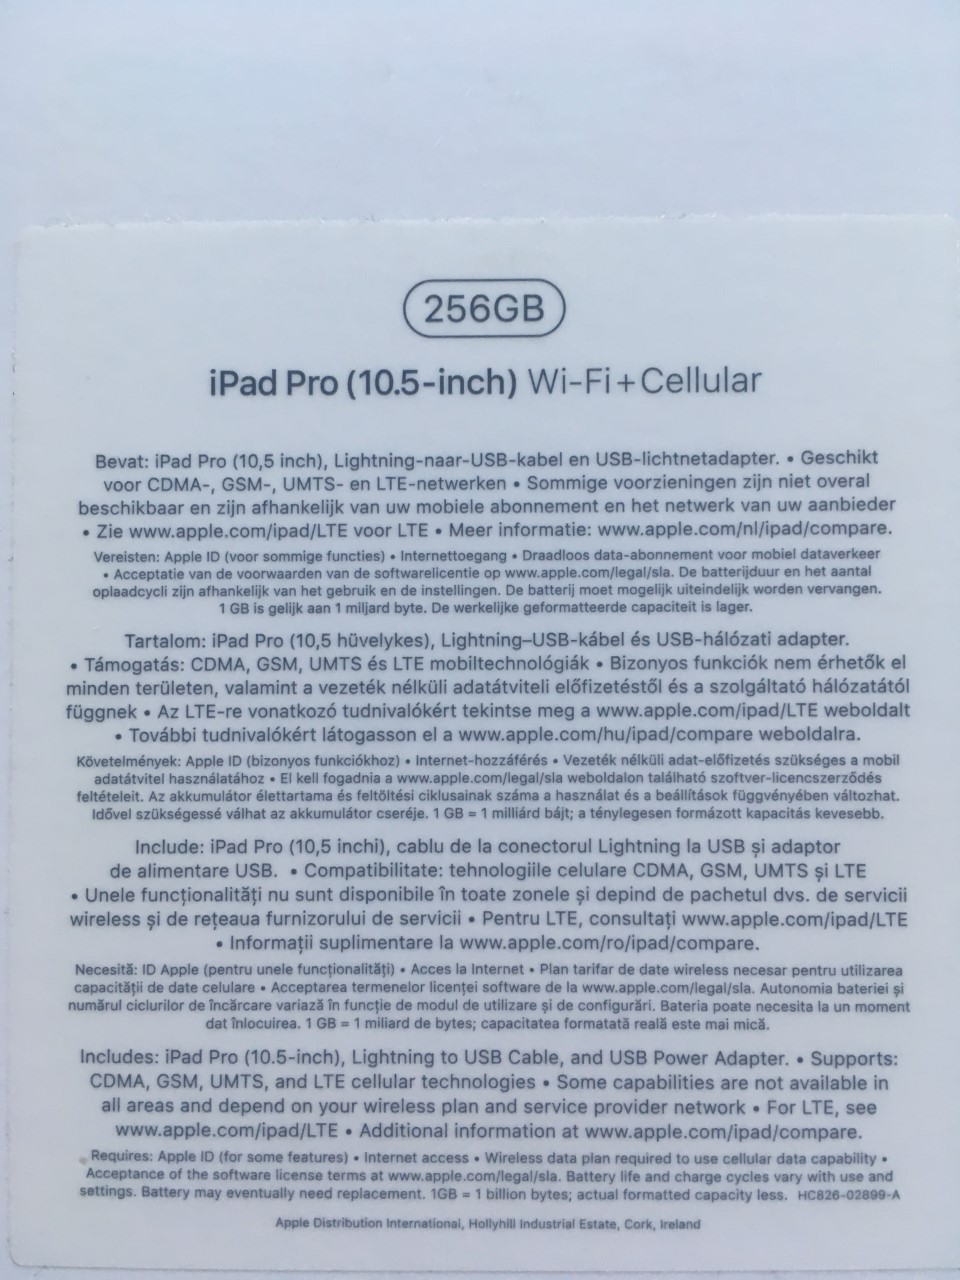 256GB
iPad Pro (10.5-inch) Wi-Fi + Cellular
Bevat: iPad Pro (10,5 inch), Lightning-naar-USB-kabel en USB-lichtnetadapter. • Geschikt
voor CDMA-, GSM-, UMTS- en LTE-netwerken • Sommige voorzieningen zijn niet overal
beschikbaar en zijn afhankelijk van uw mobiele abonnement en het netwerk van uw aanbieder
• Zie www.apple.com/ipad/LTE voor LTE • Meer informatie: www.apple.com/nl/ipad/compare.
Vereisten: Apple ID (voor sommige functies) • Internettoegang • Draadloos data-abonnement voor mobiel dataverkeer
• Acceptatie van de voorwaarden van de softwarelicentie op www.apple.com/legal/sla. De batterijduur en het aantal
oplaadcycli zijn afhankelijk van het gebruik en de instellingen. De batterij moet mogelijk uiteindelijk worden vervangen.
1 GB is gelijk aan 1 miljard byte. De werkelijke geformatteerde capaciteit is lager.
Tartalom: iPad Pro (10,5 hüvelykes), Lightning–USB-kábel és USB-hálózati adapter.
• Támogatás: CDMA, GSM, UMTS és LTE mobiltechnológiák • Bizonyos funkciók nem érhetők el
minden területen, valamint a vezeték nélküli adatátviteli előfizetéstől és a szolgáltató hálózatától
függnek • Az LTE-re vonatkozó tudnivalókért tekintse meg a www.apple.com/ipad/LTE weboldalt
• További tudnivalókért látogasson el a www.apple.com/hu/ipad/compare weboldalra.
Követelmények: Apple ID (bizonyos funkciókhoz) • Internet-hozzáférés • Vezeték nélküli adat-előfizetés szükséges a mobil
adatátvitel használatához • El kell fogadnia a www.apple.com/legal/sla weboldalon található szoftver-licencszerződés
feltételeit. Az akkumulátor élettartama és feltöltési ciklusainak száma a használat és a beállítások függvényében változhat.
Idővel szükségessé válhat az akkumulátor cseréje. 1 GB = 1 milliárd bájt; a ténylegesen formázott kapacitás kevesebb.
Include: iPad Pro (10,5 inchi), cablu de la conectorul Lightning la USB și adaptor
de alimentare USB. • Compatibilitate: tehnologiile celulare CDMA, GSM, UMTS și LTE
• Unele funcționalități nu sunt disponibile în toate zonele și depind de pachetul dvs. de servicii
wireless și de rețeaua furnizorului de servicii • Pentru LTE, consultați www.apple.com/ipad/LTE
• Informații suplimentare la www.apple.com/ro/ipad/compare.
Necesită: ID Apple (pentru unele funcționalități) • Acces la Internet • Plan tarifar de date wireless necesar pentru utilizarea
capacității de date celulare • Acceptarea termenelor licenței software de la www.apple.com/legal/sla. Autonomia bateriei și
numărul ciclurilor de încărcare variază în funcție de modul de utilizare și de configurări. Bateria poate necesita la un moment
dat înlocuirea. 1 GB = 1 miliard de bytes; capacitatea formatată reală este mai mică.
Includes: iPad Pro (10.5-inch), Lightning to USB Cable, and USB Power Adapter. • Supports:
CDMA, GSM, UMTS, and LTE cellular technologies • Some capabilities are not available in
all areas and depend on your wireless plan and service provider network • For LTE, see
www.apple.com/ipad/LTE • Additional information at www.apple.com/ipad/compare.
Requires: Apple ID (for some features) • Internet access • Wireless data plan required to use cellular data capability •
Acceptance of the software license terms at www.apple.com/legal/sla. Battery life and charge cycles vary with use and
settings. Battery may eventually need replacement. 1GB = 1 billion bytes; actual formatted capacity less. HC826-02899-A
Apple Distribution International, Hollyhill Industrial Estate, Cork, Ireland